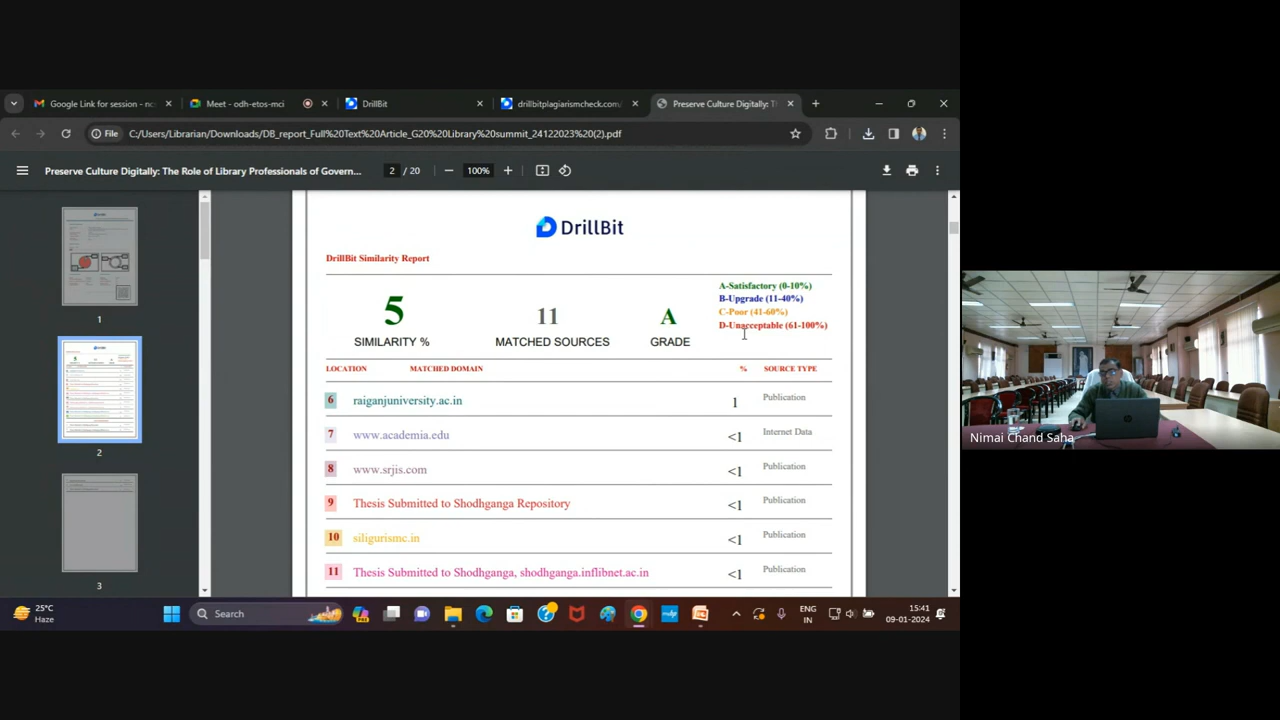 Google Link for session - nc
Meet - odh-etos-mci
DrillBit
drillbitplagiarismcheck.com/
Preserve Culture Digitally: T
File
C:/Users/Librarian/Downloads/DB_report_Full%20Text%20Article_G20%20Library%20summit_24122023%20(2).pdf
Preserve Culture Digitally: The Role of Library Professionals of Govern...
2 / 20
100%
DrillBit
DrillBit Similarity Report
5
SIMILARITY %
11
MATCHED SOURCES
A
GRADE
A-Satisfactory (0-10%)
B-Upgrade (11-40%)
C-Poor (41-60%)
D-Unacceptable (61-100%)
LOCATION MATCHED DOMAIN % SOURCE TYPE
6 raiganjuniversity.ac.in 1 Publication
7 www.academia.edu <1 Internet Data
8 www.srjis.com <1 Publication
9 Thesis Submitted to Shodhganga Repository <1 Publication
10 siligurismc.in <1 Publication
11 Thesis Submitted to Shodhganga, shodhganga.inflibnet.ac.in <1 Publication
1
2
3
Nimai Chand Saha
25°C
Haze
Search
ENG
IN
15:41
09-01-2024